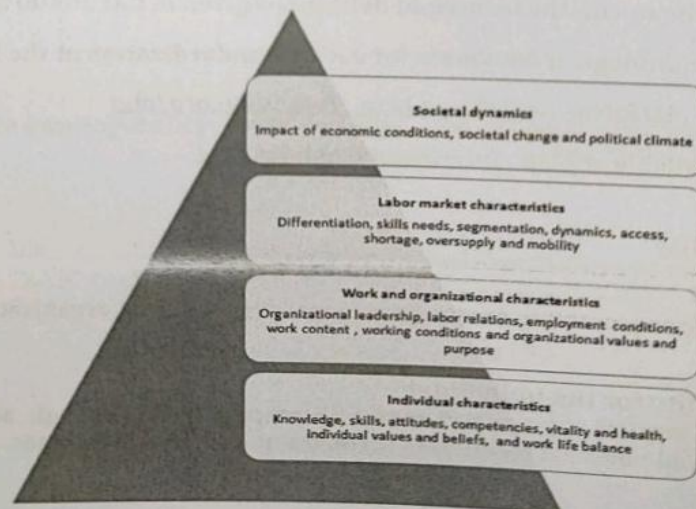 Societal dynamics
Impact of economic conditions, societal change and political climate
Labor market characteristics
Differentiation, skills needs, segmentation, dynamics, access,
shortage, oversupply and mobility
Work and organizational characteristics
Organizational leadership, labor relations, employment conditions,
work content , working conditions and organizational values and
purpose
Individual characteristics
Knowledge, skills, attitudes, competencies, vitality and health,
individual values and beliefs, and work life balance